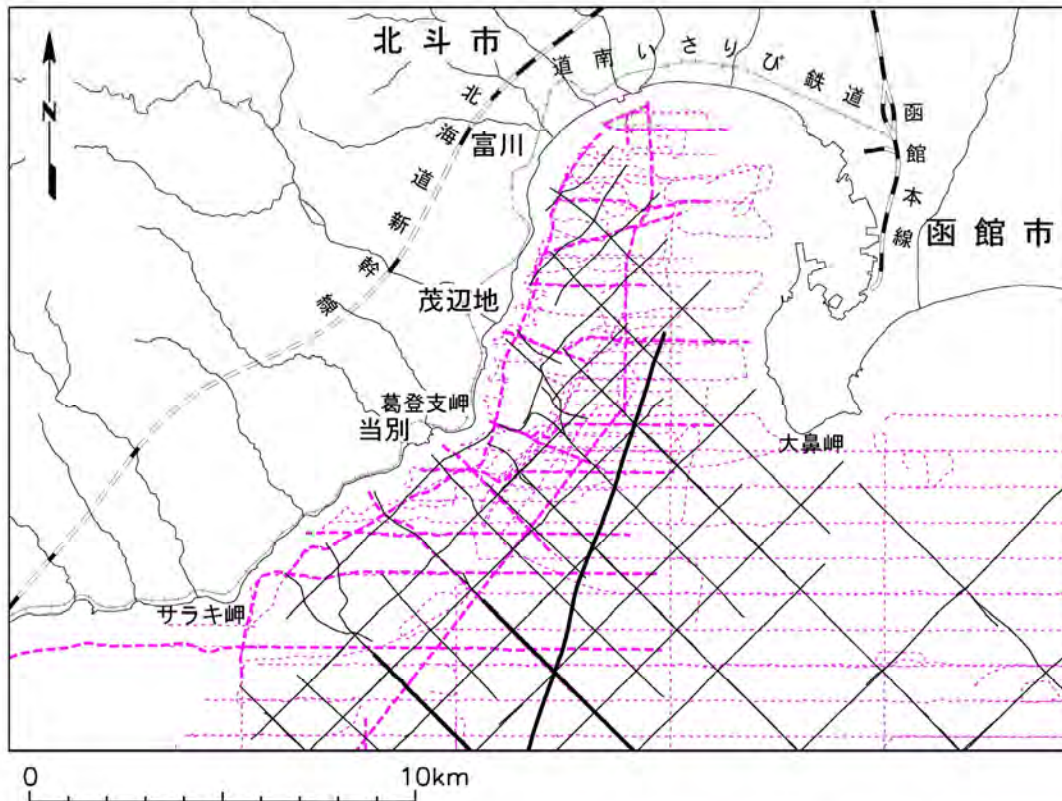 北斗市
道南いさりび鉄道
北海道新幹線
函館本線
N
富川
函館市
茂辺地
葛登支岬
当別
大鼻岬
サラキ岬
0
10km